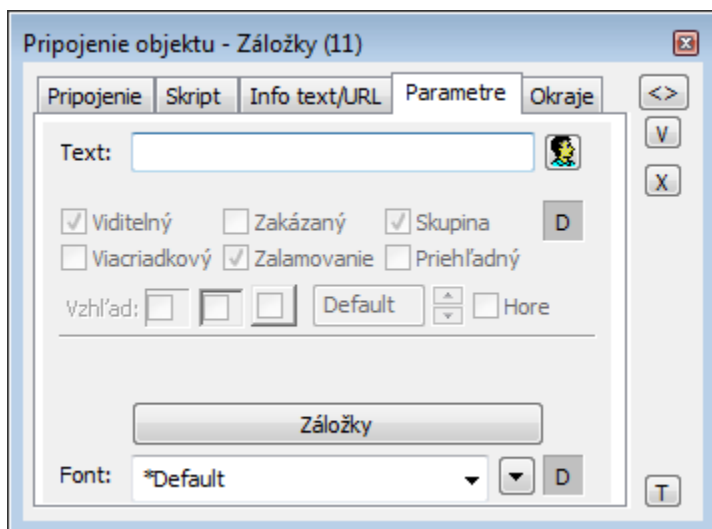 Pripojenie objektu - Záložky (11)
Pripojenie Skript Info text/URL Parametre Okraje <>
V
Text:
X
Viditelný Zakázaný Skupina D
Viacriadkový Zalamovanie Priehľadný
Vzhľad: Default Hore
Záložky
Font: *Default D
T